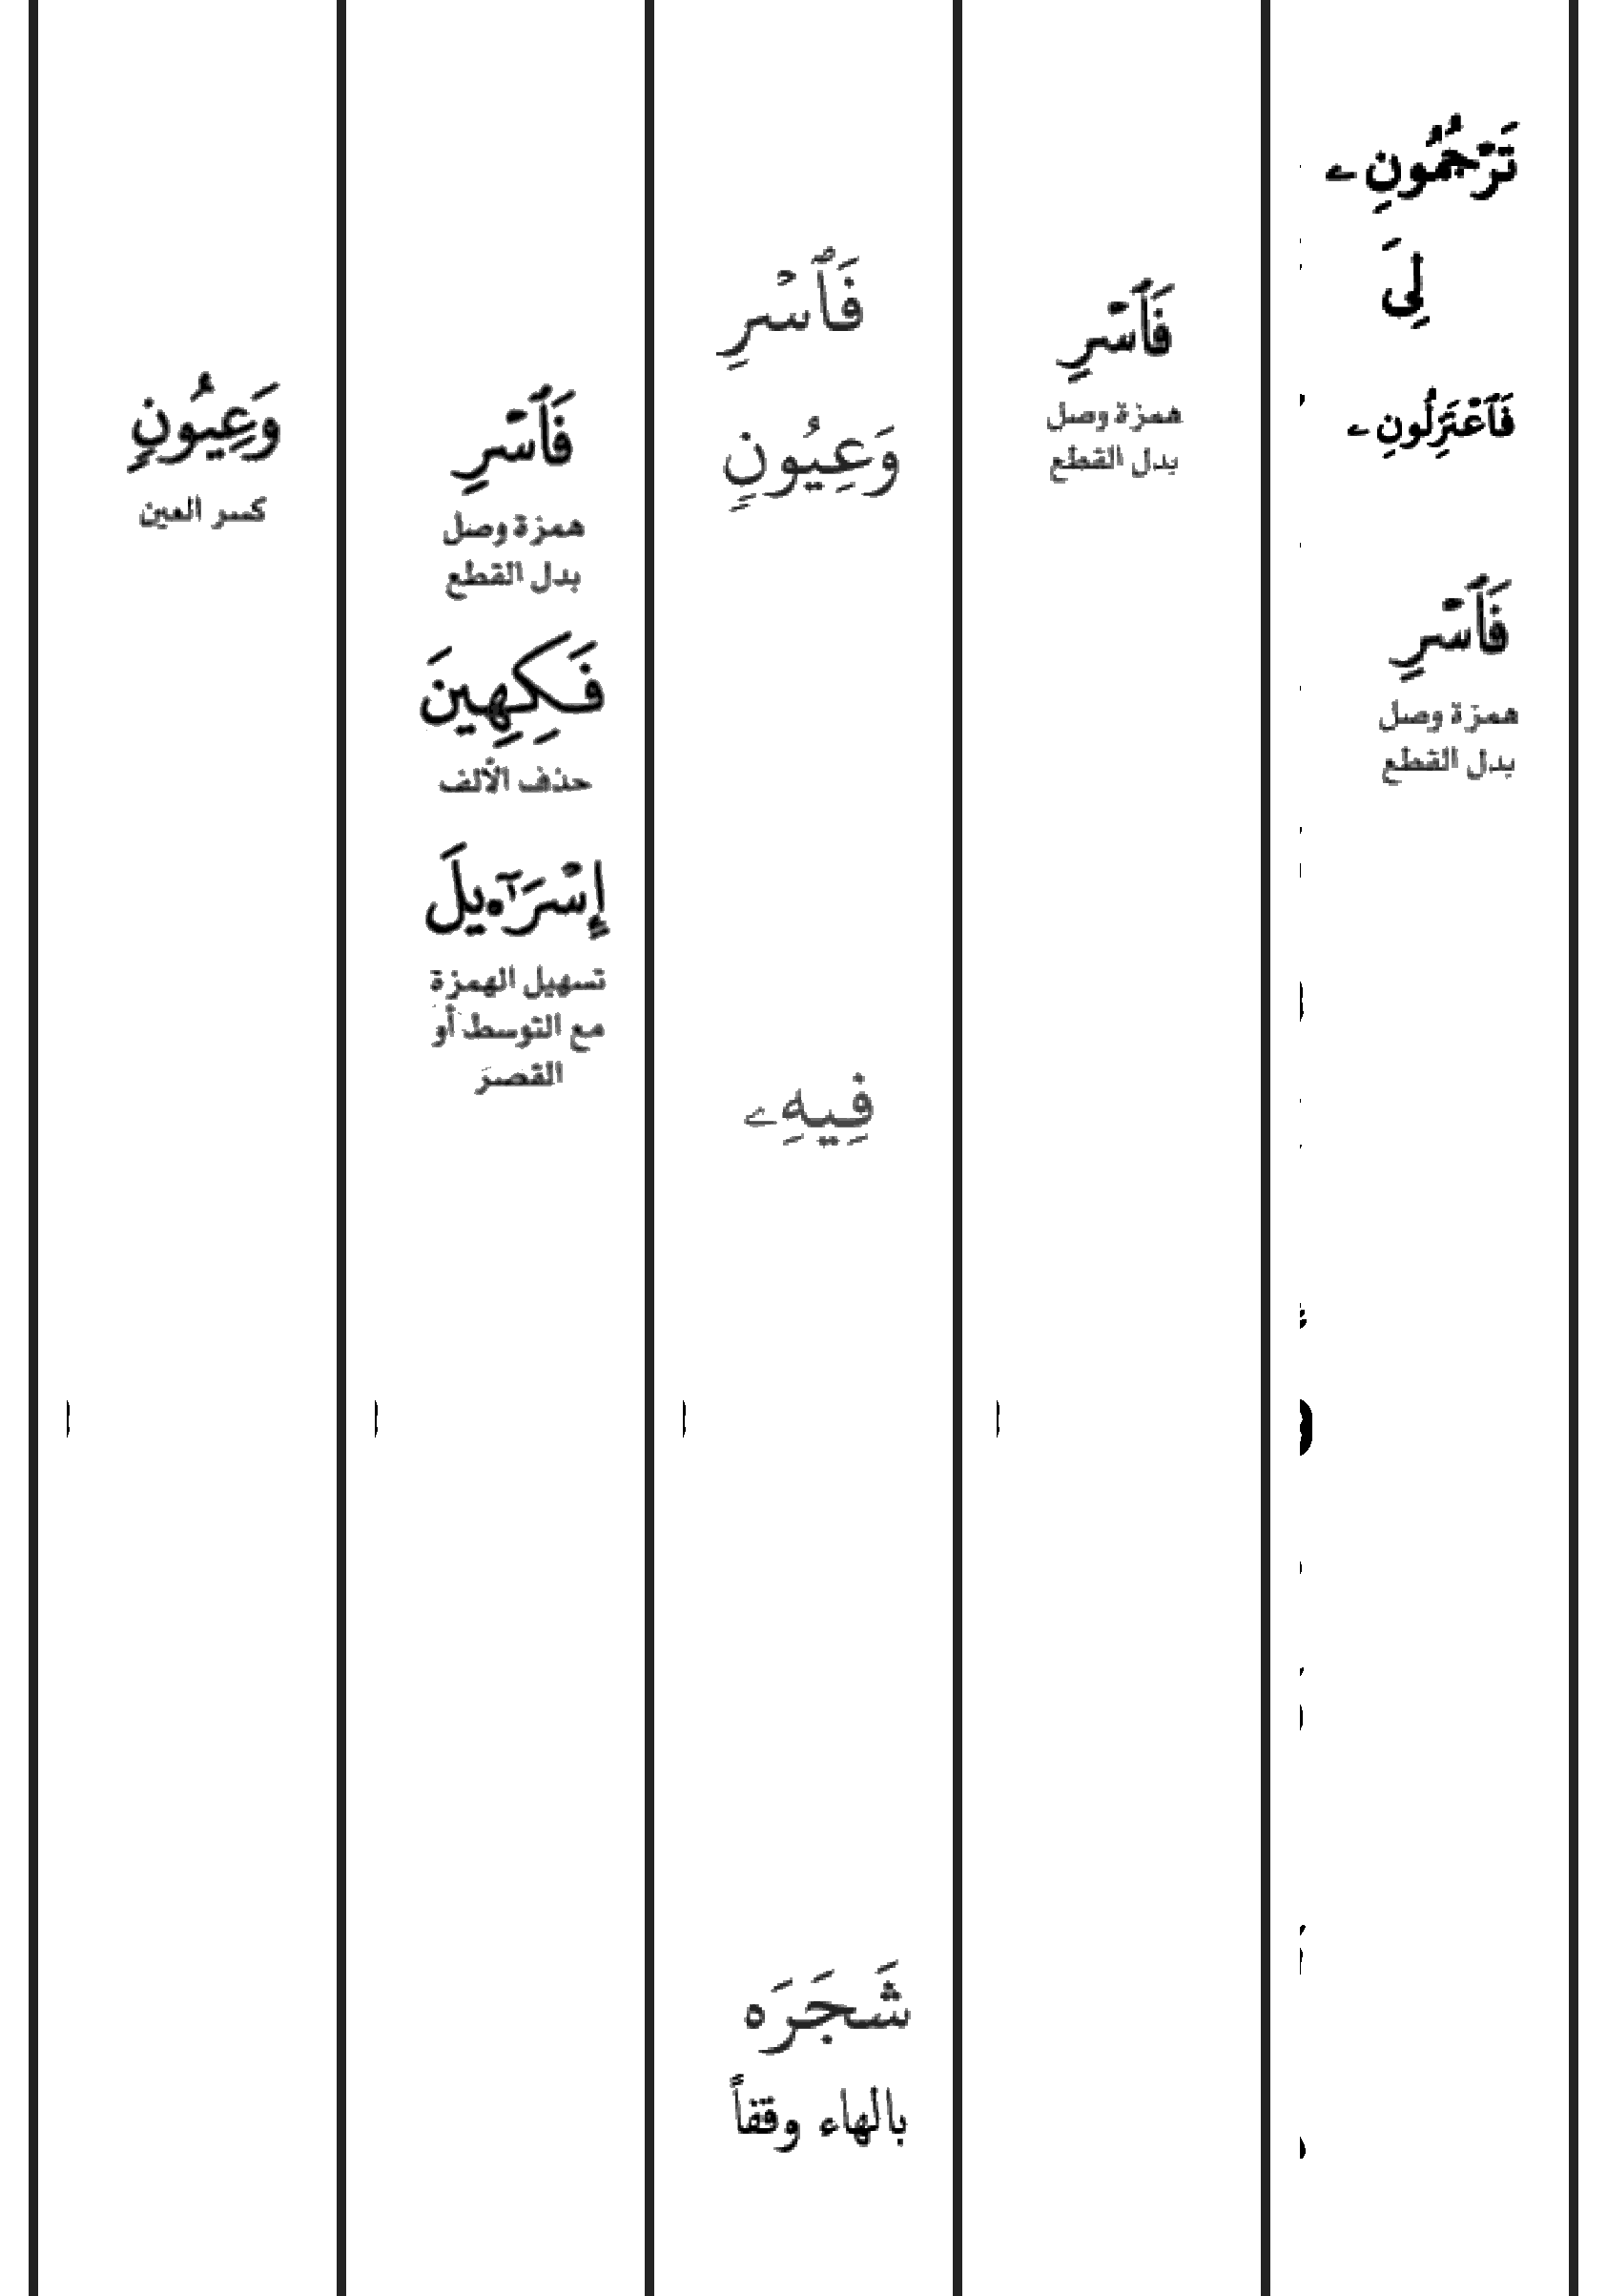 تَرْجُمُونِے
لِىَ
فَٱعْتَزِلُونِے
فَٱسْرِ
همزة وصل
بدل القطع
فَٱسْرِ
همزة وصل
بدل القطع
فَٱسْرِ
وَعِيُونٍ
فِيهِے
شَجَرَه
بالهاء وقفاً
فَٱسْرِ
همزة وصل
بدل القطع
فَكِهِينَ
حذف الألف
إِسْرَآ•يلَ
تسهيل الهمزة
مع التوسط أو
القصر
وَعِيُونٍ
كسر العين